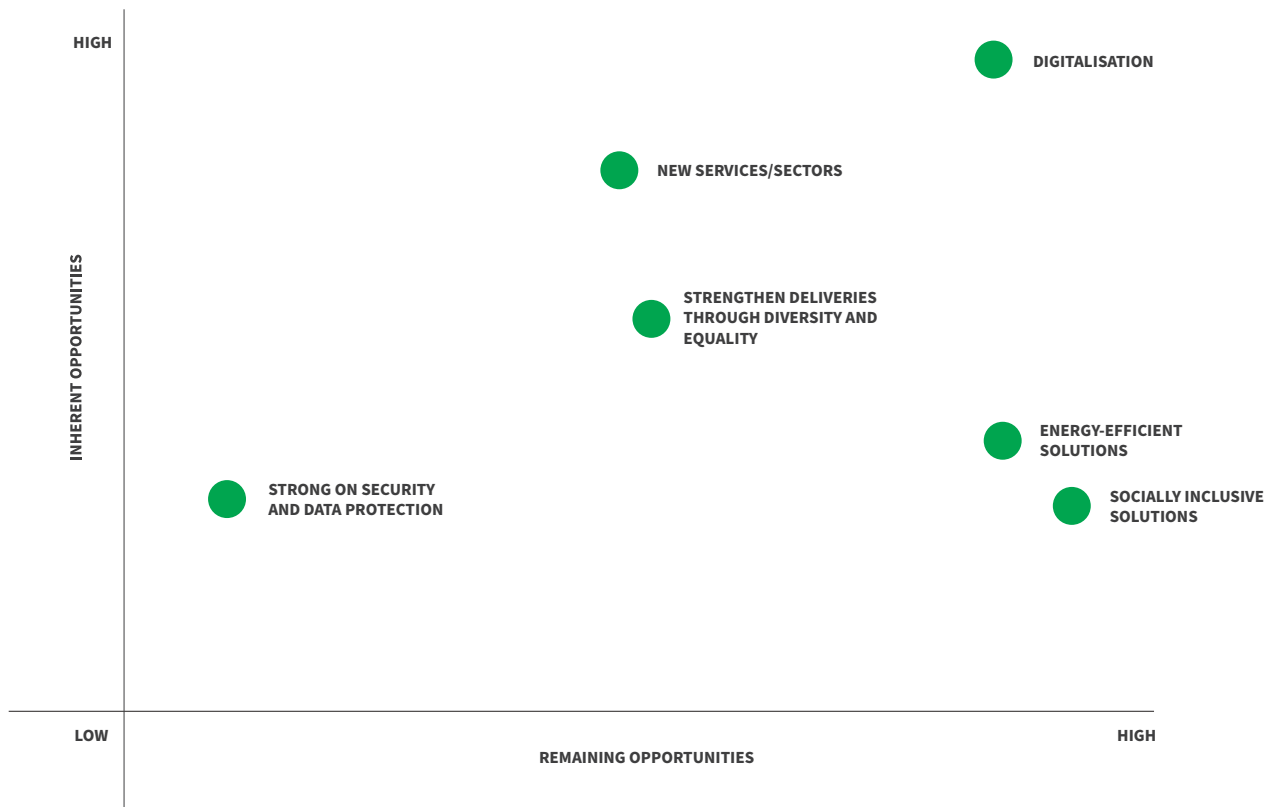 HIGH
DIGITALISATION
NEW SERVICES/SECTORS
INHERENT OPPORTUNITIES
STRENGTHEN DELIVERIES
THROUGH DIVERSITY AND
EQUALITY
ENERGY-EFFICIENT
SOLUTIONS
STRONG ON SECURITY
AND DATA PROTECTION
SOCIALLY INCLUSIVE
SOLUTIONS
LOW
HIGH
REMAINING OPPORTUNITIES